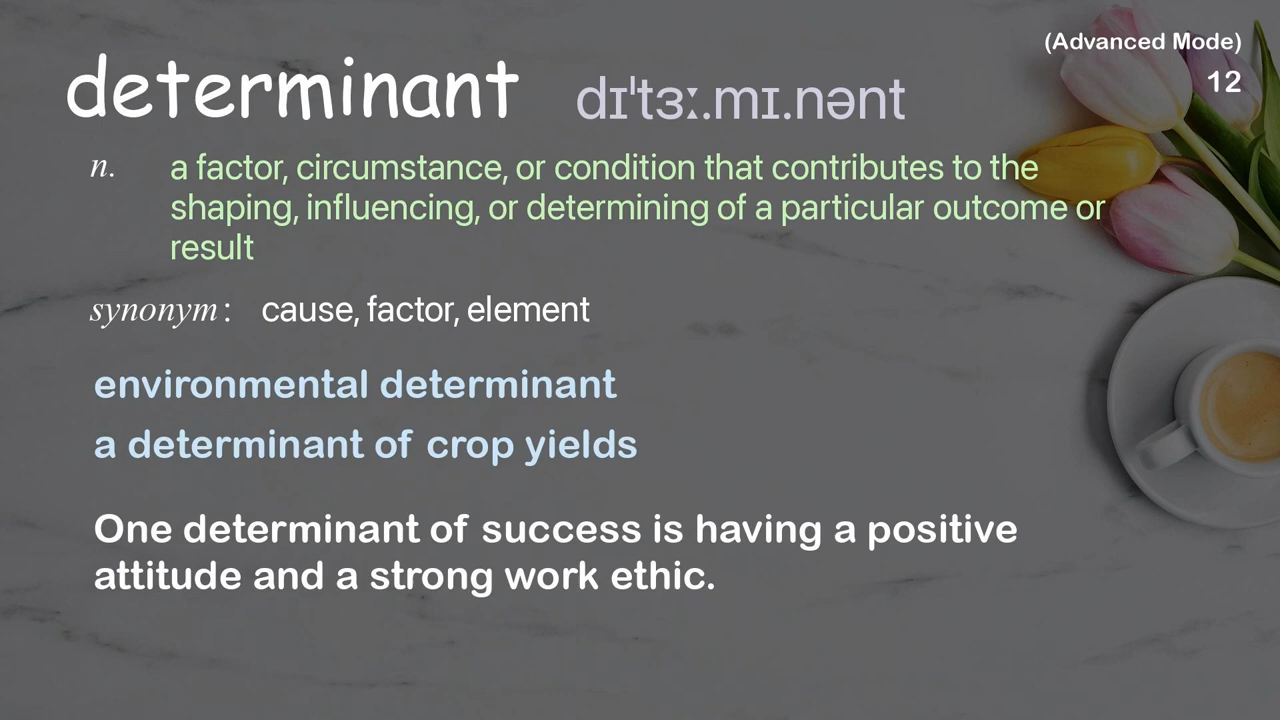 (Advanced Mode)
12
determinant dɪˈtɜː.mɪ.nənt
n. a factor, circumstance, or condition that contributes to the
shaping, influencing, or determining of a particular outcome or
result
synonym: cause, factor, element
environmental determinant
a determinant of crop yields
One determinant of success is having a positive
attitude and a strong work ethic.